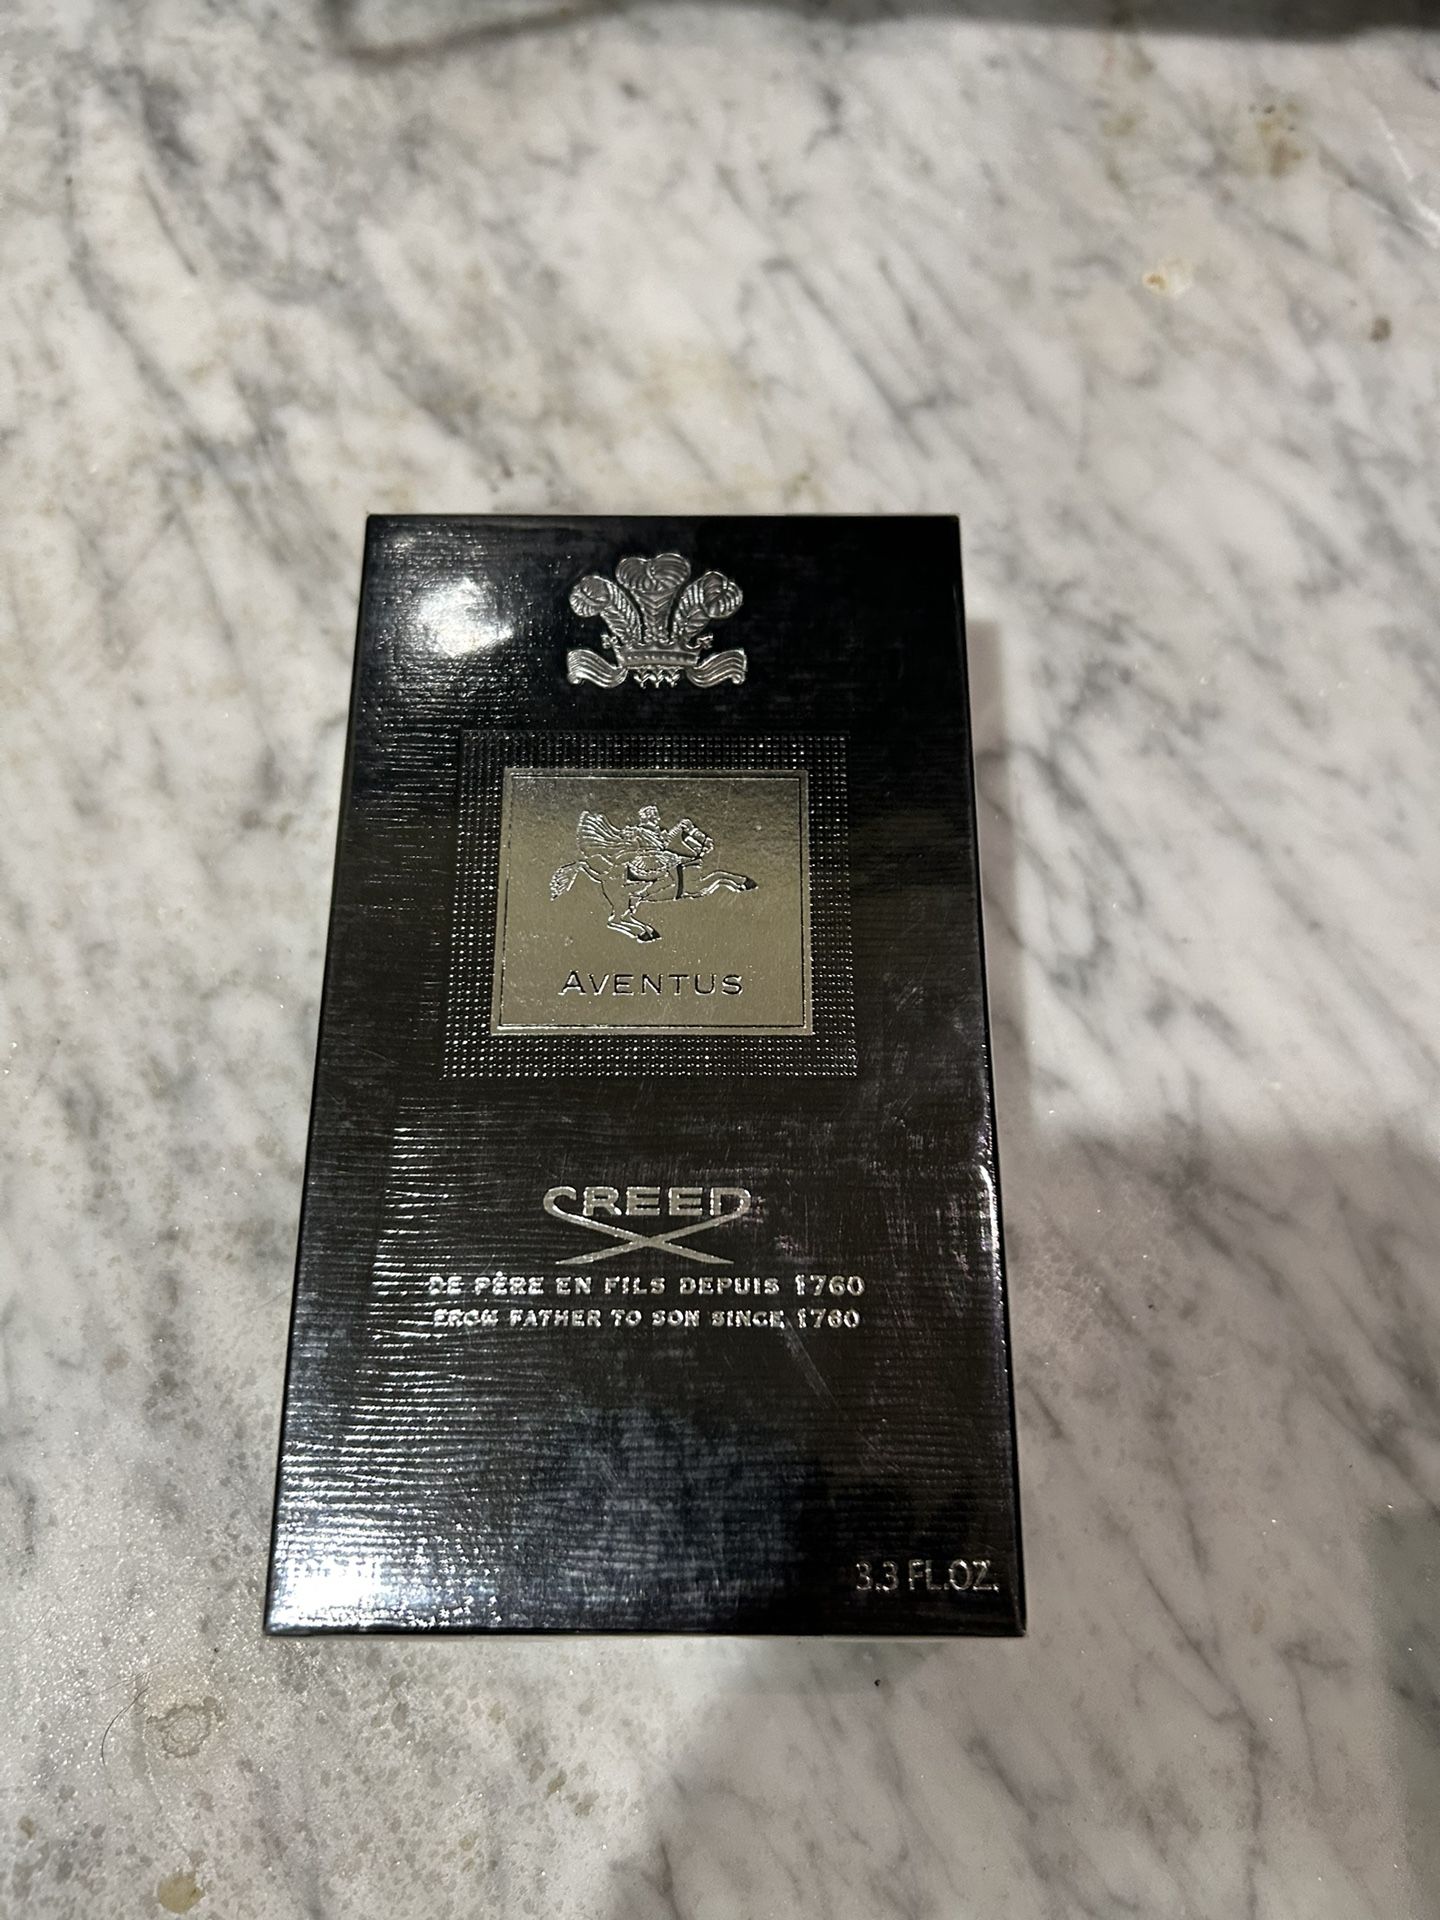 AVENTUS
CREED
DE PÈRE EN FILS DEPUIS 1760
FROM FATHER TO SON SINCE 1760
3.3 FL.OZ.